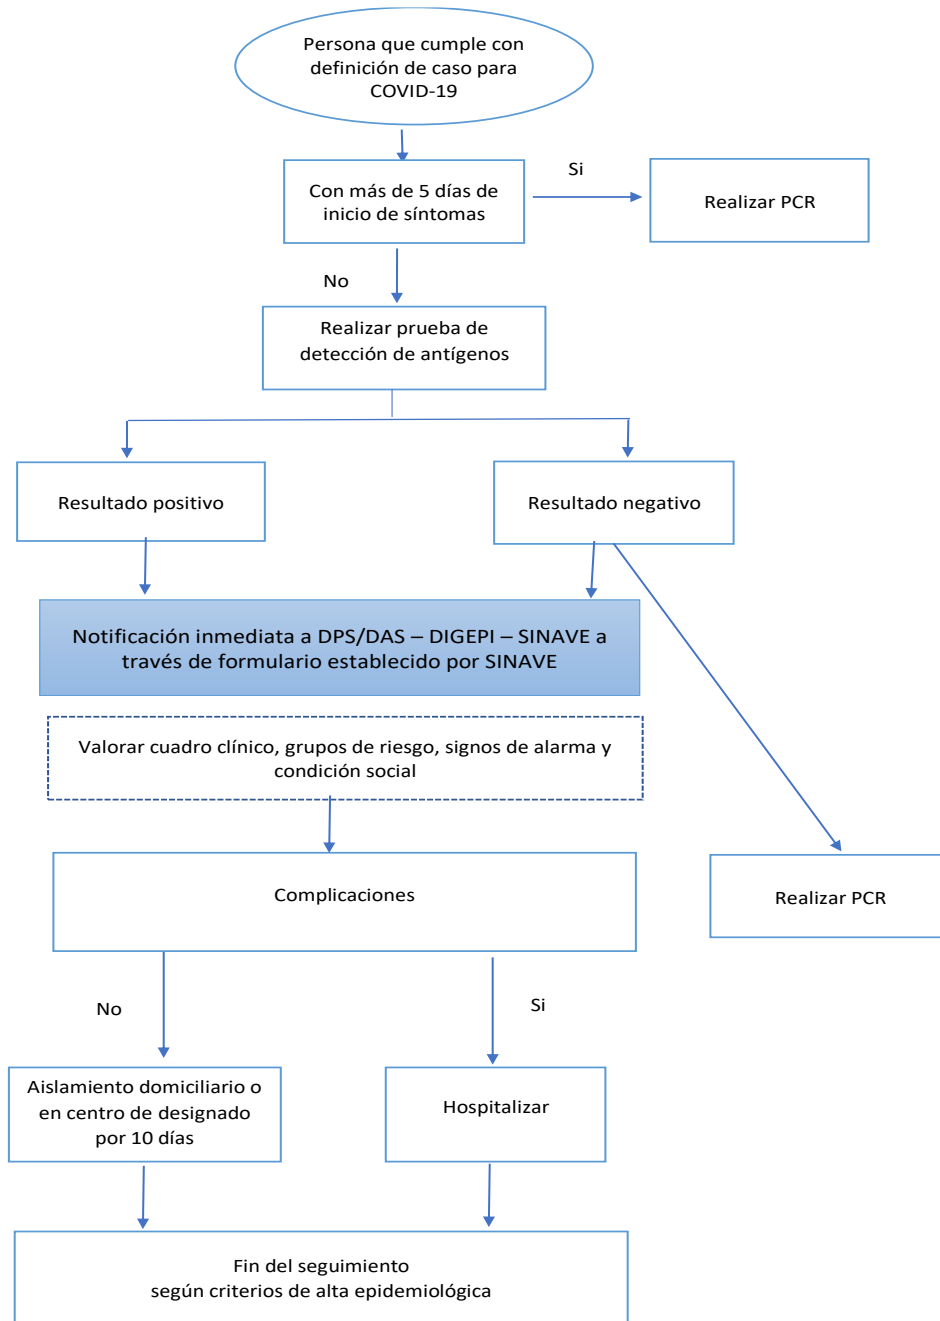 Persona que cumple con
definición de caso para
COVID-19
Con más de 5 días de
inicio de síntomas
Si
Realizar PCR
No
Realizar prueba de
detección de antígenos
Resultado positivo
Resultado negativo
Notificación inmediata a DPS/DAS – DIGEPI – SINAVE a
través de formulario establecido por SINAVE
Valorar cuadro clínico, grupos de riesgo, signos de alarma y
condición social
Complicaciones
Realizar PCR
No
Si
Aislamiento domiciliario o
en centro de designado
por 10 días
Hospitalizar
Fin del seguimiento
según criterios de alta epidemiológica